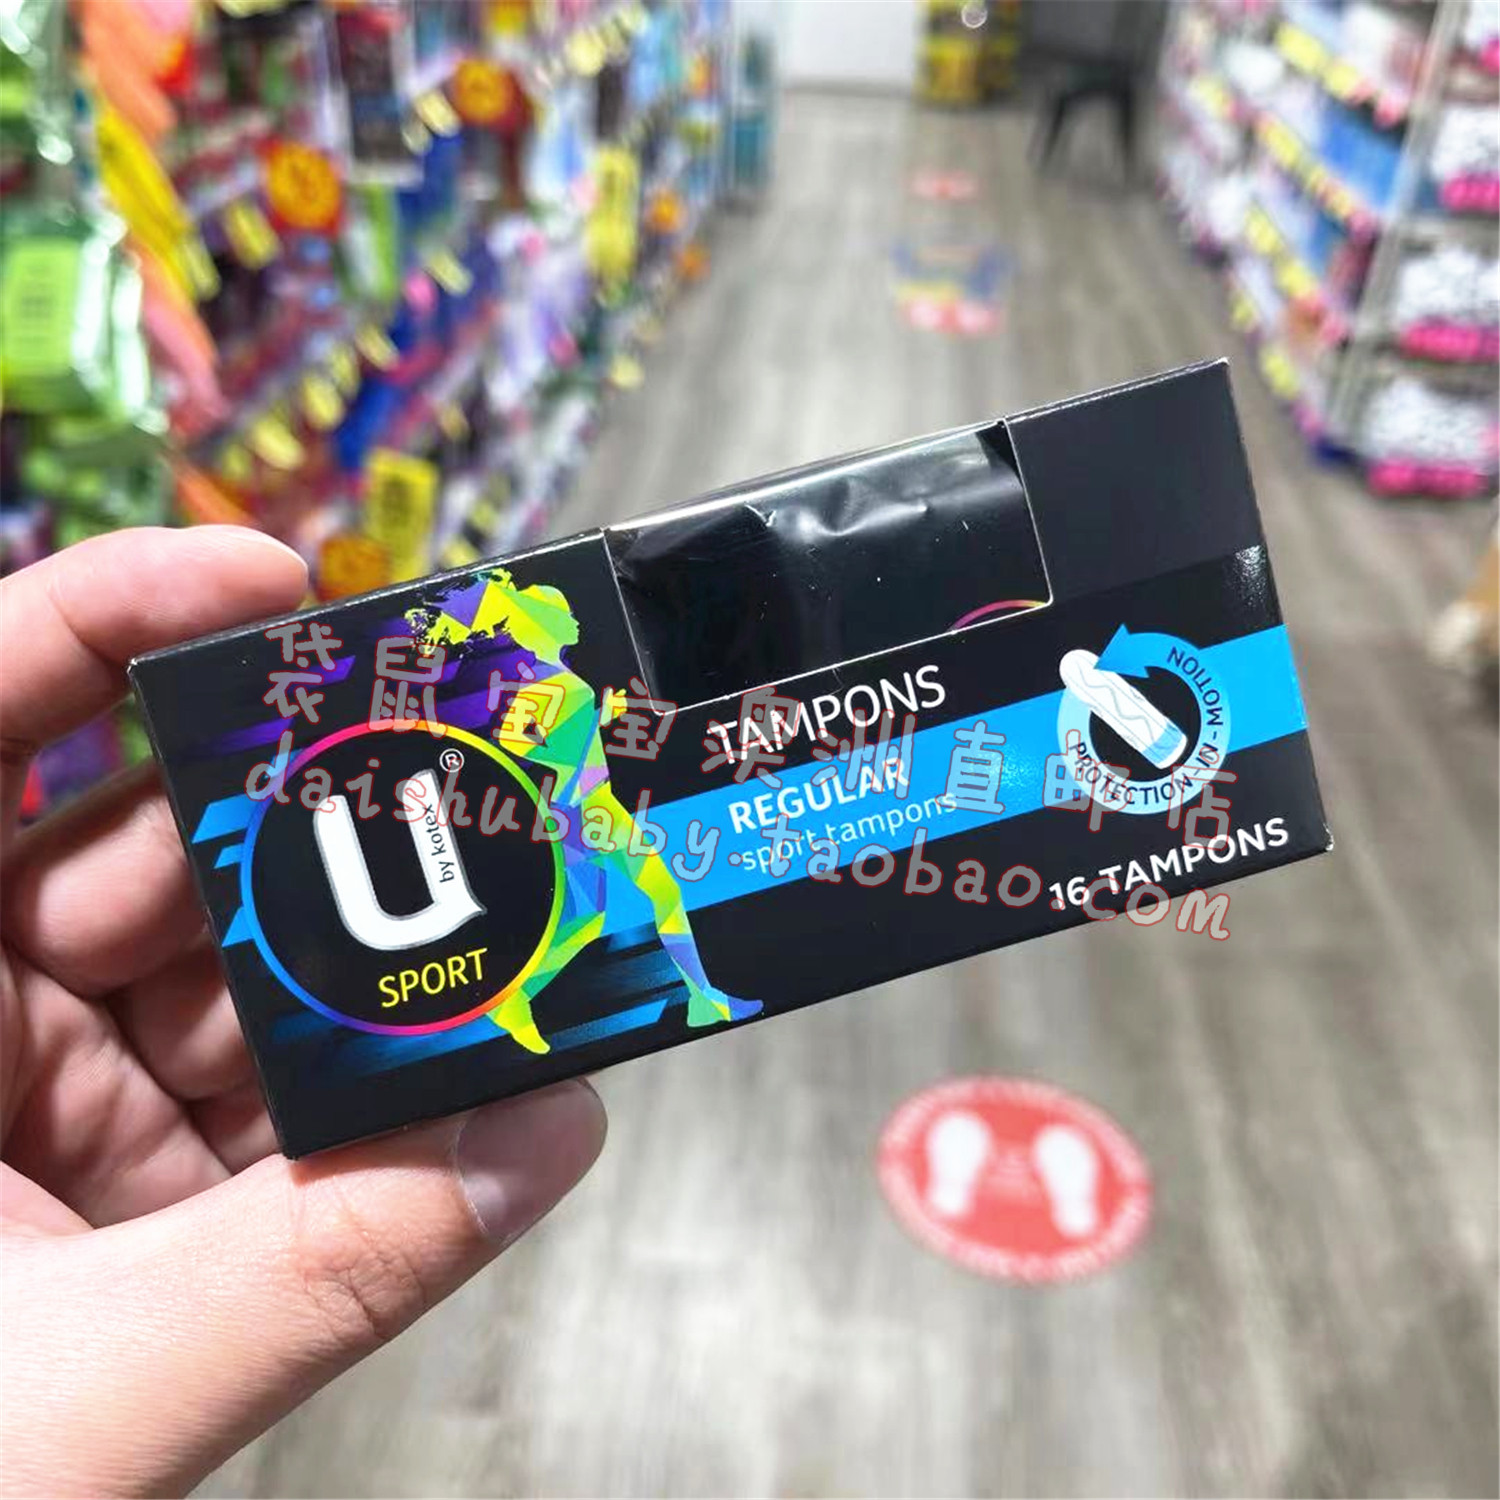 TAMPONS
REGULAR
sport tampons
16 TAMPONS
PROTECTION IN-MOTION
U®
by kotex
SPORT
袋鼠宝宝澳洲直邮店
daishubaby.taobao.com